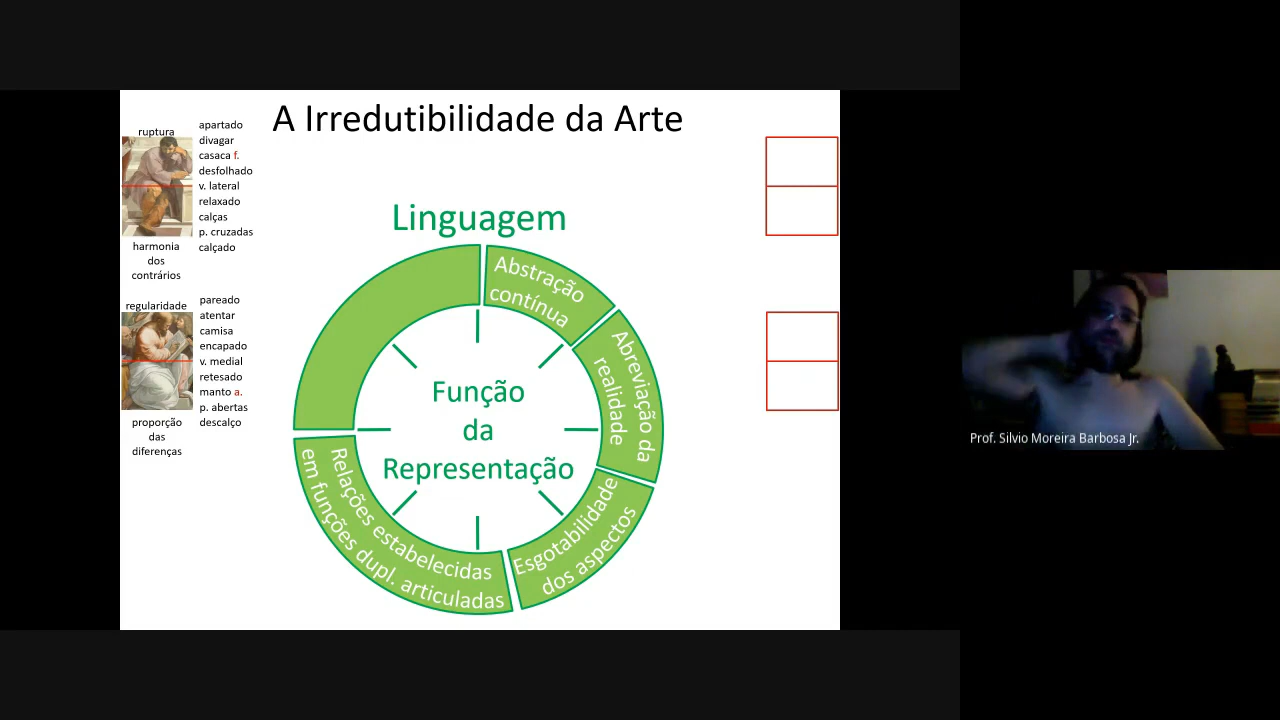 A Irredutibilidade da Arte
ruptura
apartado
divagar
casaca f.
desfolhado
v. lateral
relaxado
calças
p. cruzadas
calçado
harmonia
dos
contrários
regularidade
pareado
atentar
camisa
encapado
v. medial
retesado
manto a.
p. abertas
descalço
proporção
das
diferenças
Linguagem
Abstração
contínua
Abreviação da
realidade
Esgotabilidade
dos aspectos
Relações estabelecidas
em funções dupl. articuladas
Função
da
Representação
Prof. Silvio Moreira Barbosa Jr.